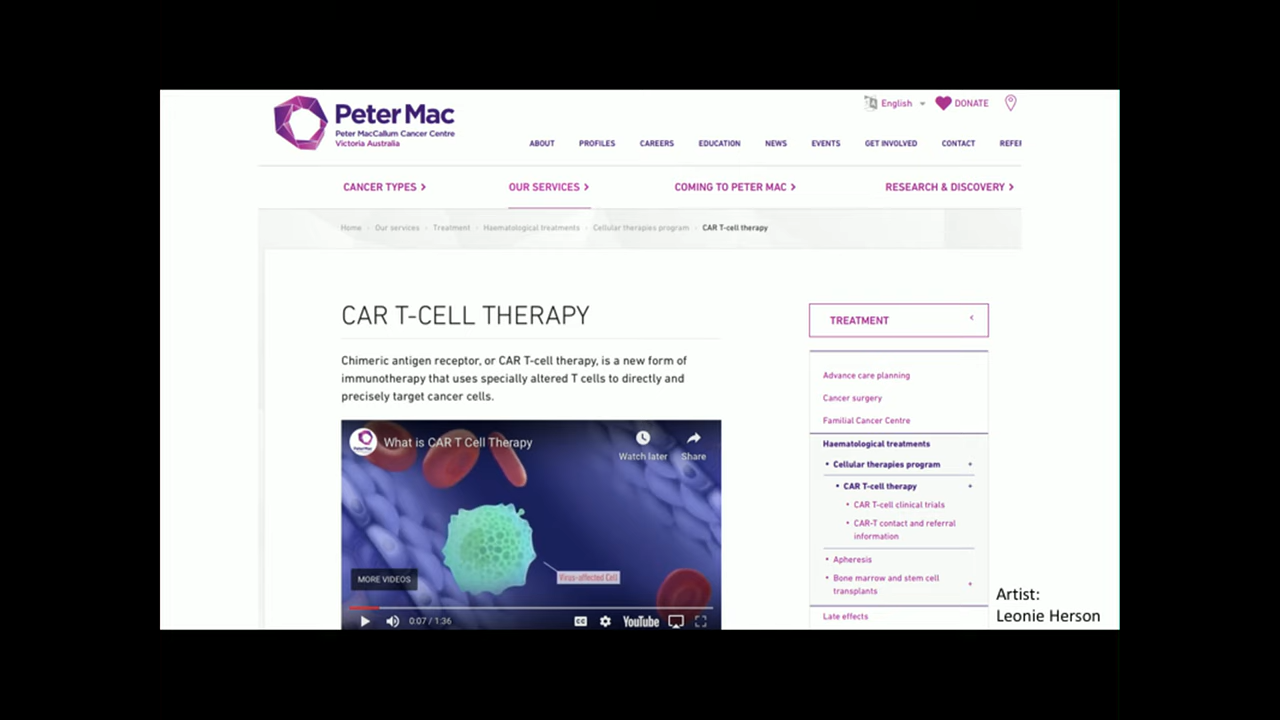 Peter Mac
Peter MacCallum Cancer Centre
Victoria Australia
English
DONATE
ABOUT
PROFILES
CAREERS
EDUCATION
NEWS
EVENTS
GET INVOLVED
CONTACT
REFE
CANCER TYPES
OUR SERVICES
COMING TO PETER MAC
RESEARCH & DISCOVERY
Home · Our services · Treatment · Haematological treatments · Cellular therapies program · CAR T-cell therapy
CAR T-CELL THERAPY
Chimeric antigen receptor, or CAR T-cell therapy, is a new form of
immunotherapy that uses specially altered T cells to directly and
precisely target cancer cells.
Peter Mac
What is CAR T Cell Therapy
Watch later
Share
Virus-affected Cell
MORE VIDEOS
0:07 / 1:36
CC
YouTube
TREATMENT
Advance care planning
Cancer surgery
Familial Cancer Centre
Haematological treatments
• Cellular therapies program +
• CAR T-cell therapy +
• CAR T-cell clinical trials
• CAR-T contact and referral
information
• Apheresis
• Bone marrow and stem cell
transplants +
Late effects
Artist:
Leonie Herson